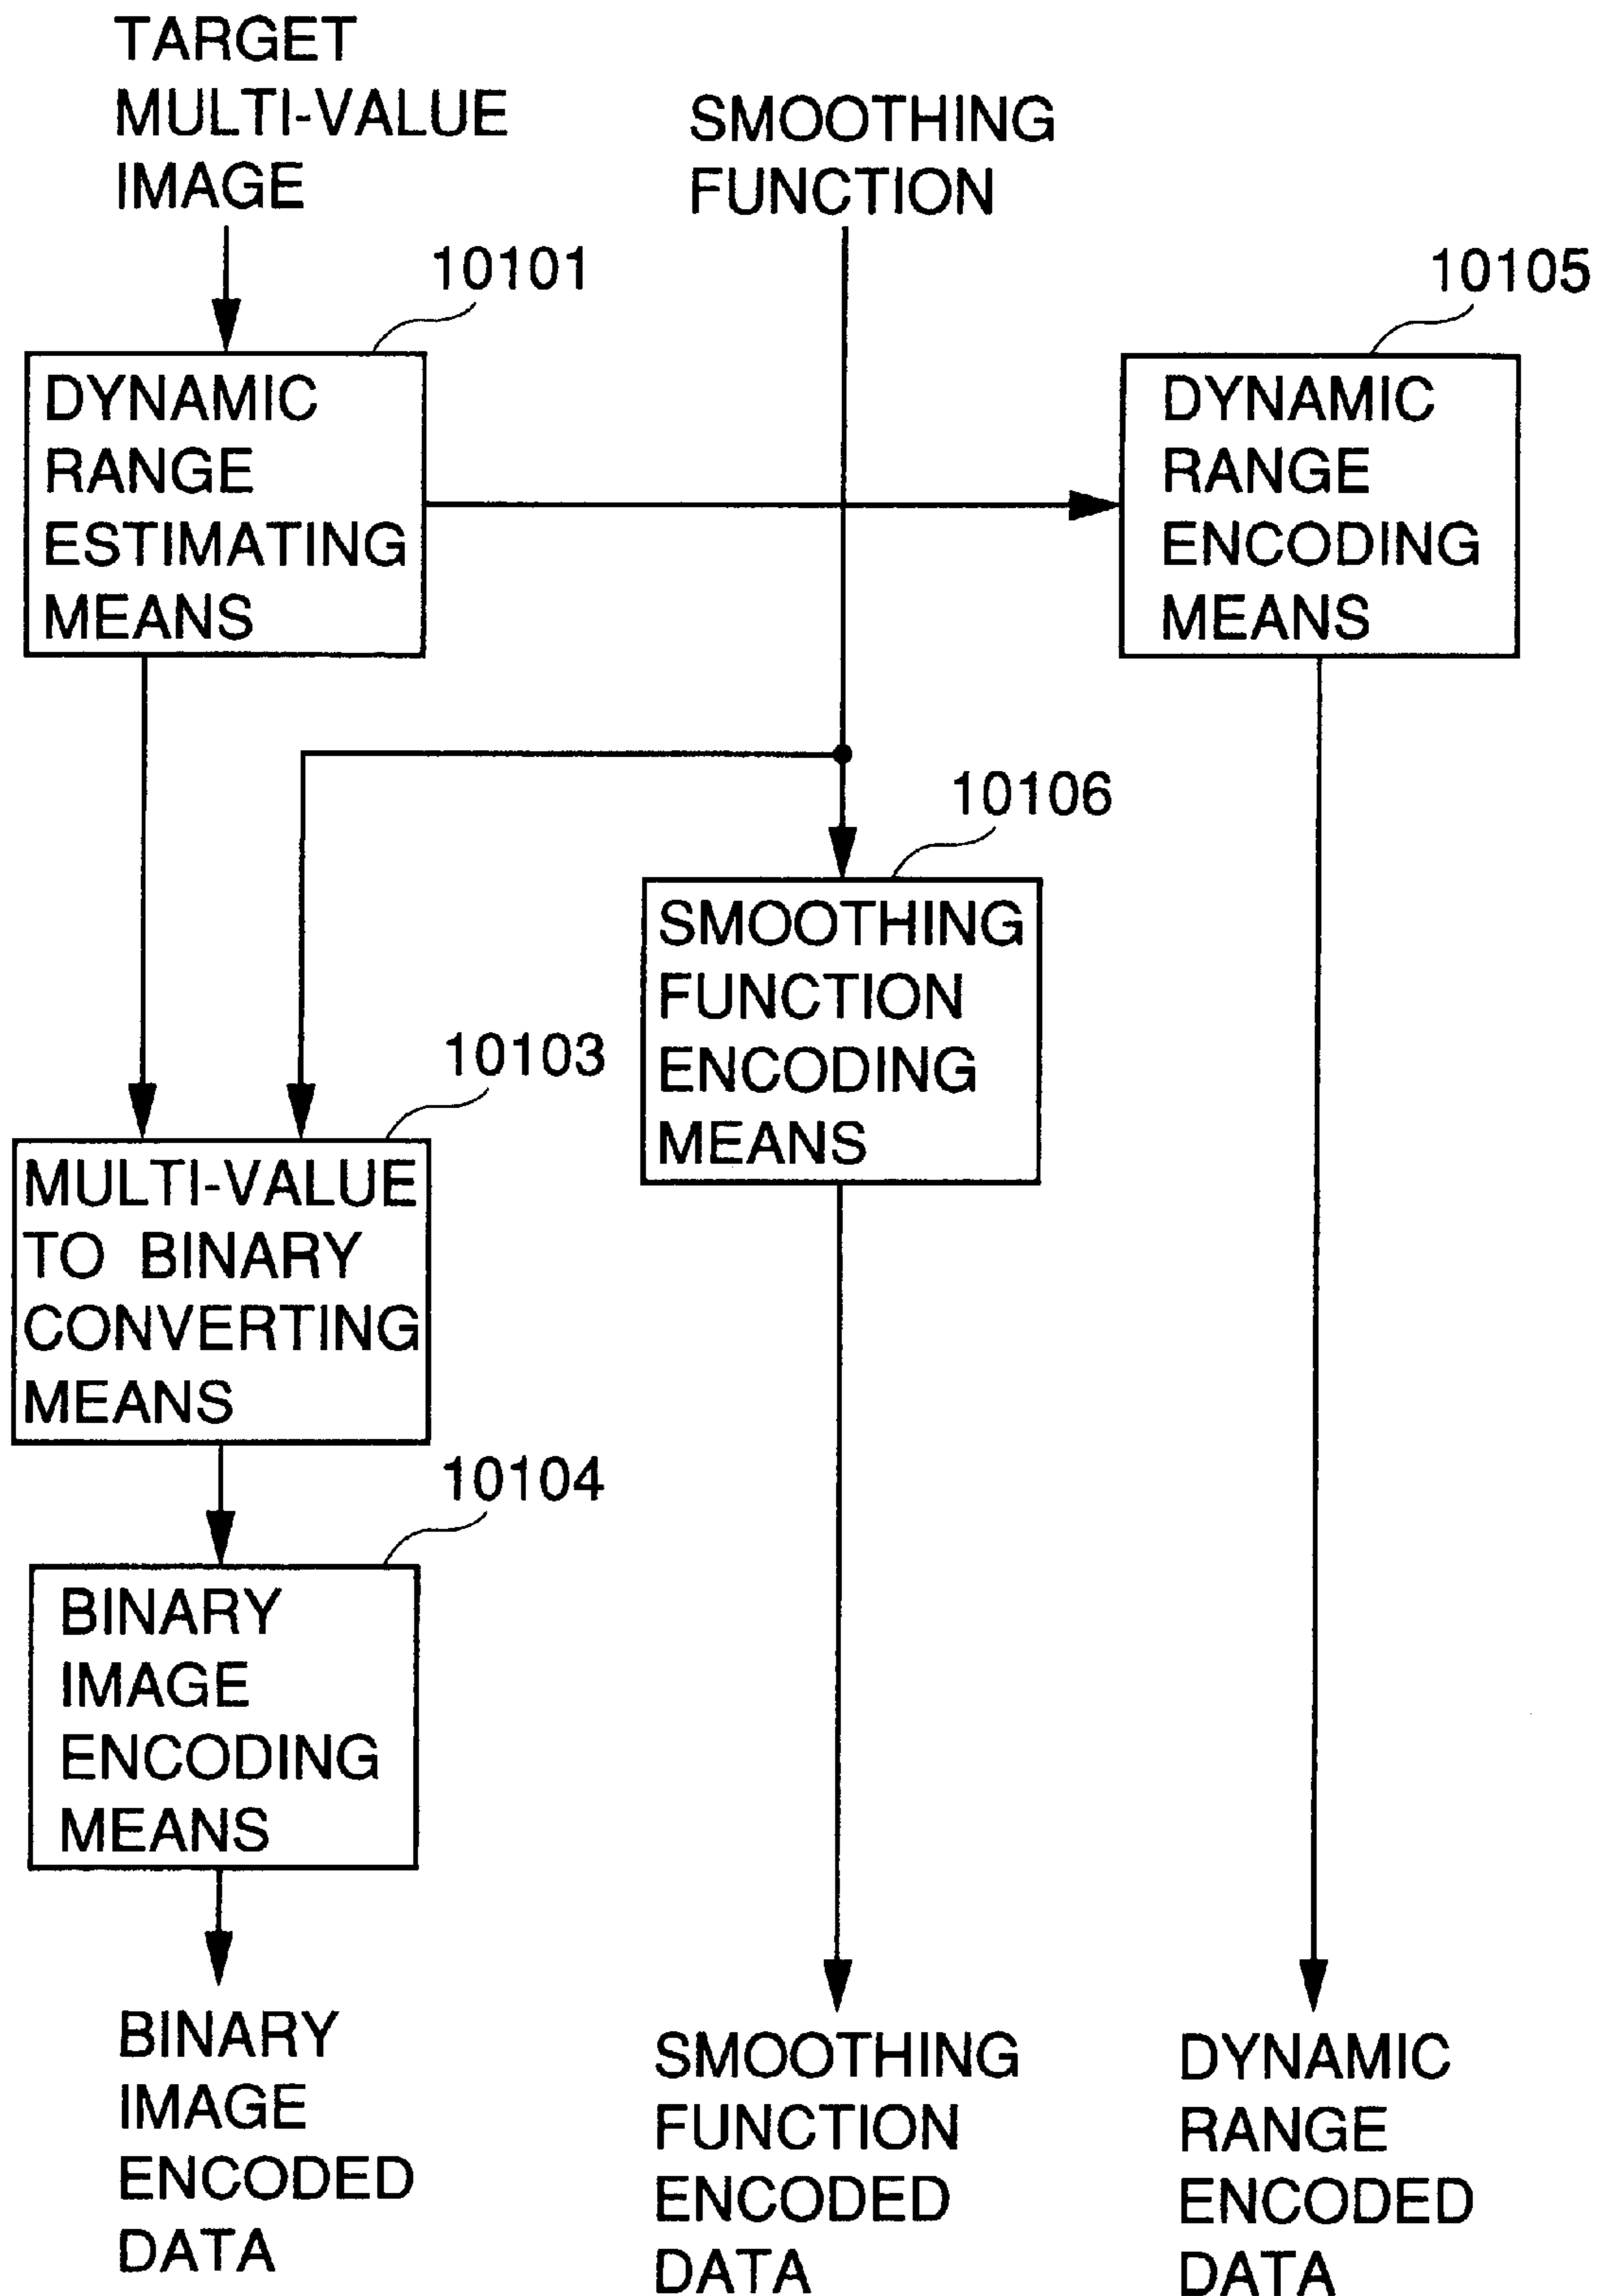 TARGET
MULTI-VALUE
IMAGE
SMOOTHING
FUNCTION
10101
DYNAMIC
RANGE
ESTIMATING
MEANS
10105
DYNAMIC
RANGE
ENCODING
MEANS
10106
SMOOTHING
FUNCTION
ENCODING
MEANS
10103
MULTI-VALUE
TO BINARY
CONVERTING
MEANS
10104
BINARY
IMAGE
ENCODING
MEANS
BINARY
IMAGE
ENCODED
DATA
SMOOTHING
FUNCTION
ENCODED
DATA
DYNAMIC
RANGE
ENCODED
DATA